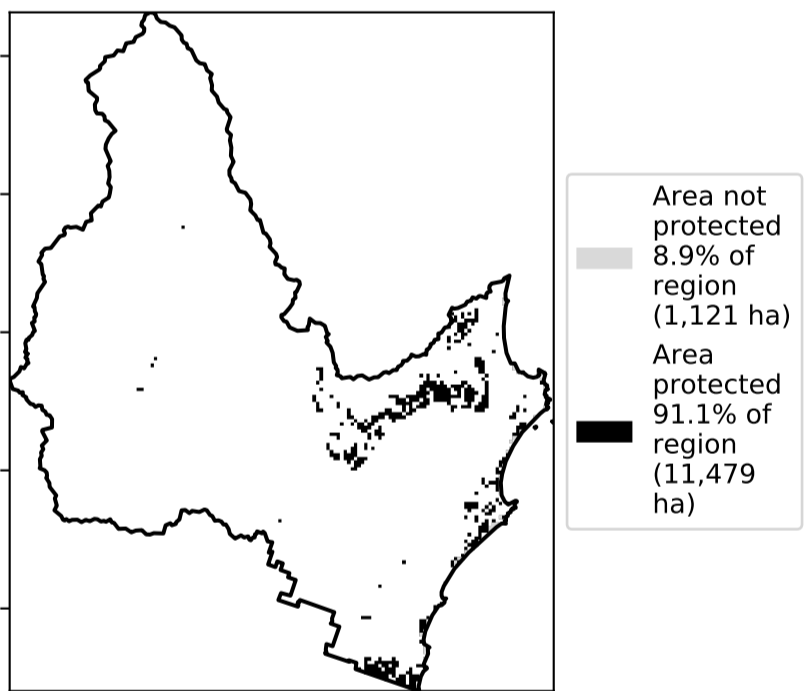 Area not
protected
8.9% of
region
(1,121 ha)
Area
protected
91.1% of
region
(11,479
ha)